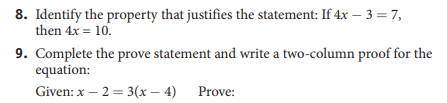 8. Identify the property that justifies the statement: If 4x − 3 = 7,
then 4x = 10.
9. Complete the prove statement and write a two-column proof for the
equation:
Given: x − 2 = 3(x − 4) Prove: